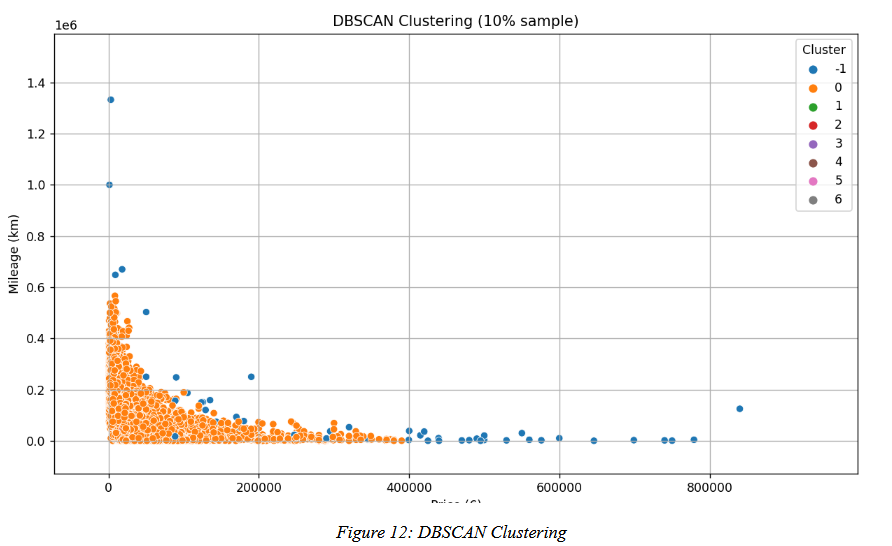 DBSCAN Clustering (10% sample)
1e6
Cluster
-1
0
1
2
3
4
5
6
1.4
1.2
1.0
0.8
0.6
0.4
0.2
0.0
Mileage (km)
0 200000 400000 600000 800000
Figure 12: DBSCAN Clustering